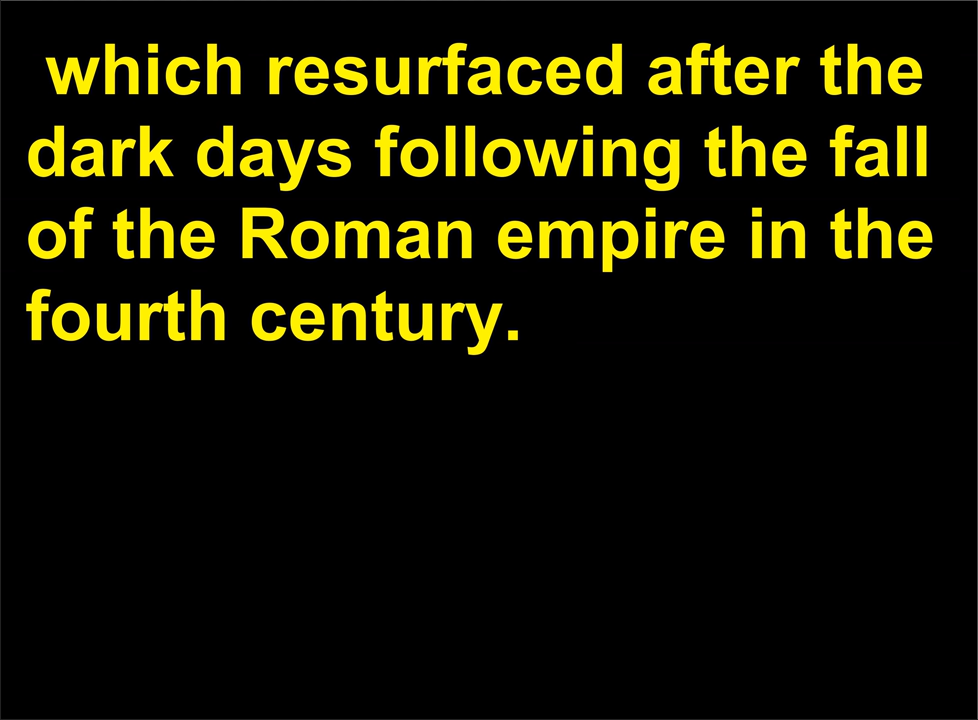 which resurfaced after the
dark days following the fall
of the Roman empire in the
fourth century.